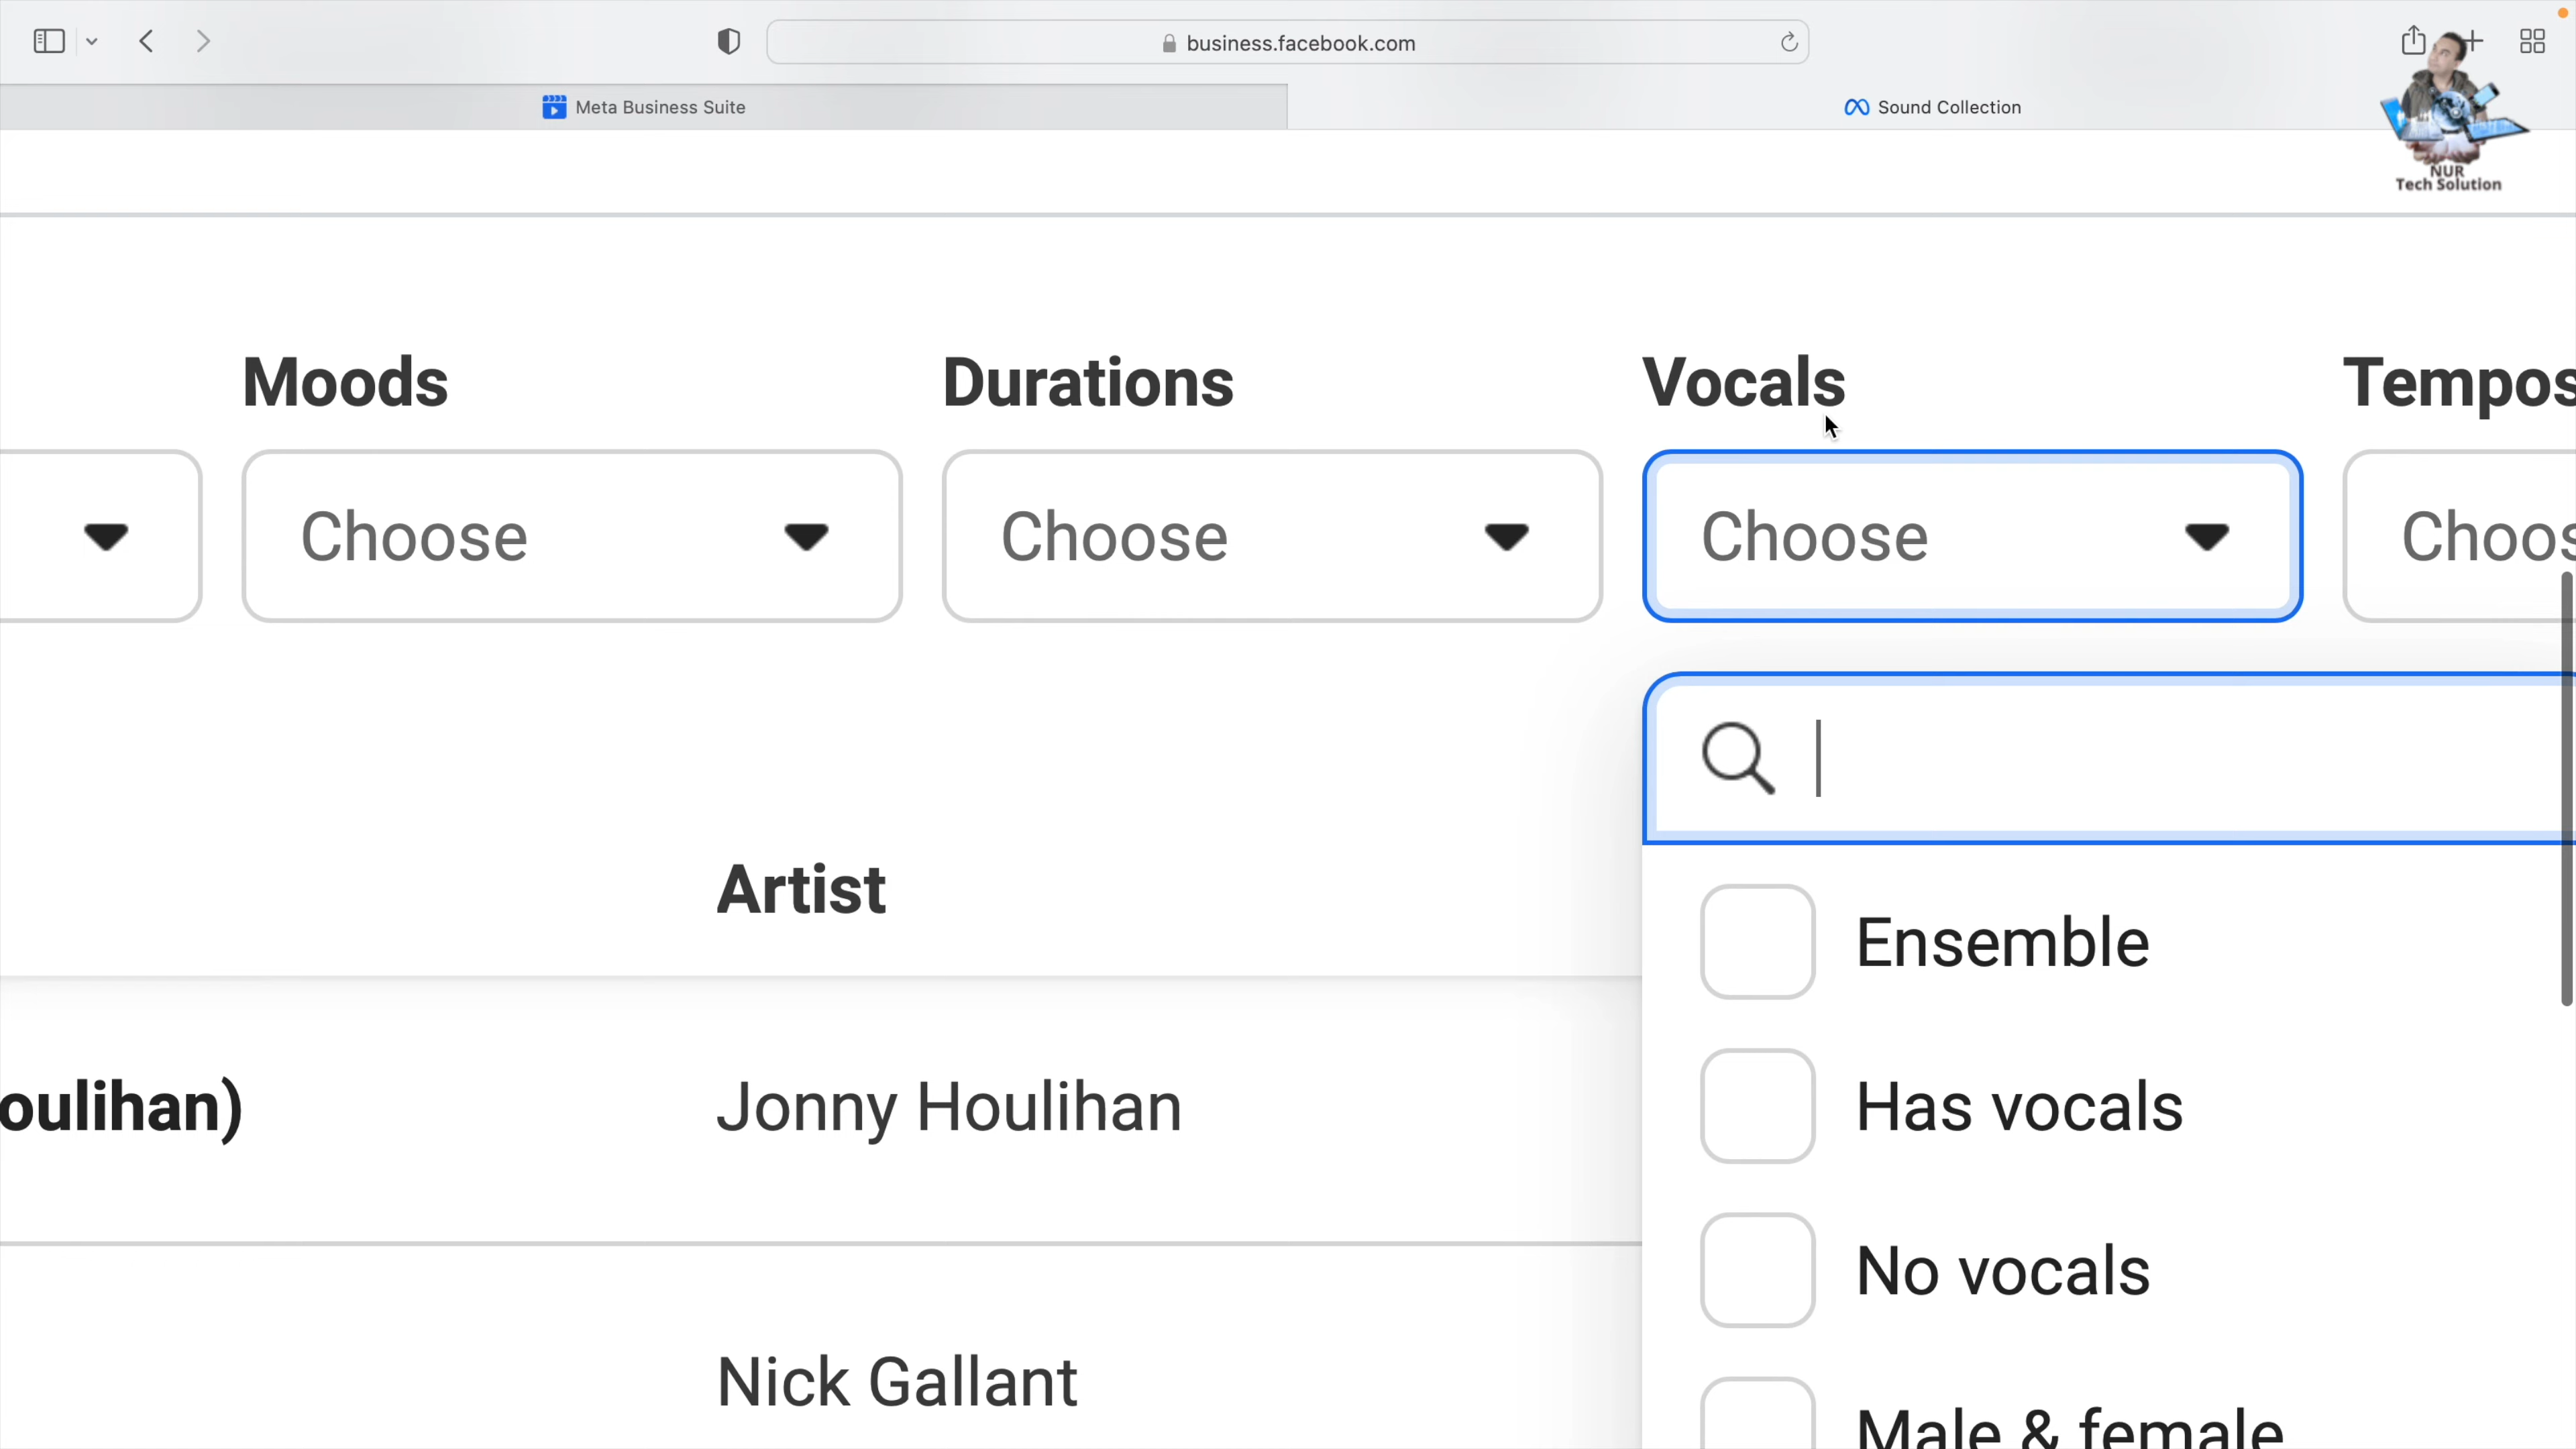 business.facebook.com
Meta Business Suite
Sound Collection
NUR
Tech Solution
Moods
Durations
Vocals
Tempos
Choose
Choose
Choose
Choos
Artist
Ensemble
oulihan)
Jonny Houlihan
Has vocals
No vocals
Nick Gallant
Male & female